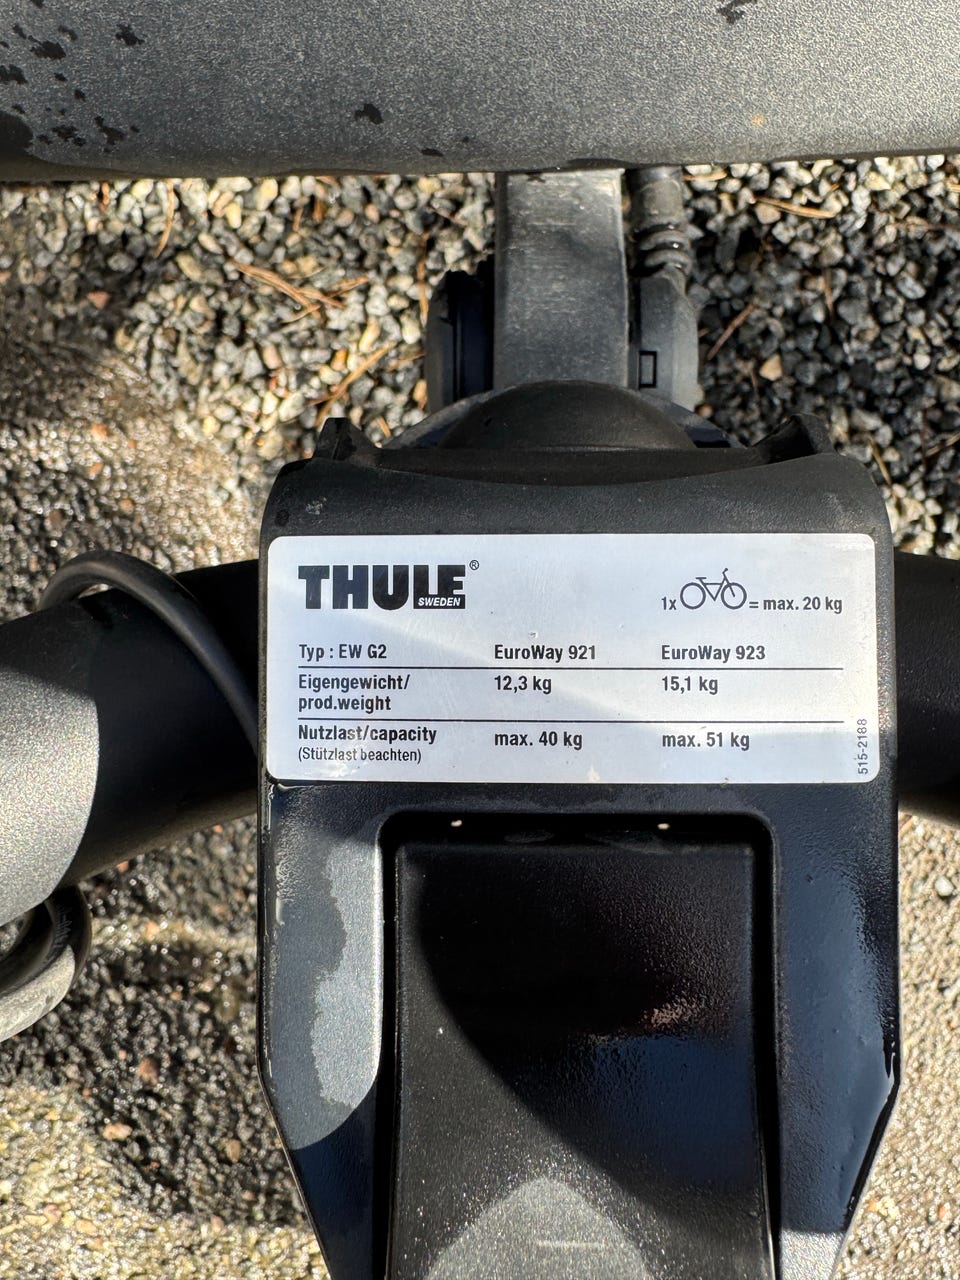 THULE®
SWEDEN
1x = max. 20 kg
Typ : EW G2 EuroWay 921 EuroWay 923
Eigengewicht/
prod.weight 12,3 kg 15,1 kg
Nutzlast/capacity max. 40 kg max. 51 kg
(Stützlast beachten)
515-2188